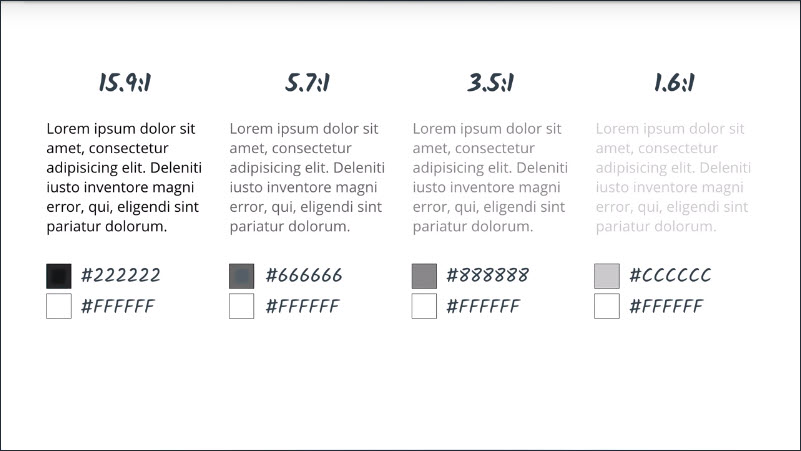 15.9:1
Lorem ipsum dolor sit
amet, consectetur
adipisicing elit. Deleniti
iusto inventore magni
error, qui, eligendi sint
pariatur dolorum.
#222222
#FFFFFF
5.7:1
Lorem ipsum dolor sit
amet, consectetur
adipisicing elit. Deleniti
iusto inventore magni
error, qui, eligendi sint
pariatur dolorum.
#666666
#FFFFFF
3.5:1
Lorem ipsum dolor sit
amet, consectetur
adipisicing elit. Deleniti
iusto inventore magni
error, qui, eligendi sint
pariatur dolorum.
#888888
#FFFFFF
1.6:1
Lorem ipsum dolor sit
amet, consectetur
adipisicing elit. Deleniti
iusto inventore magni
error, qui, eligendi sint
pariatur dolorum.
#CCCCCC
#FFFFFF